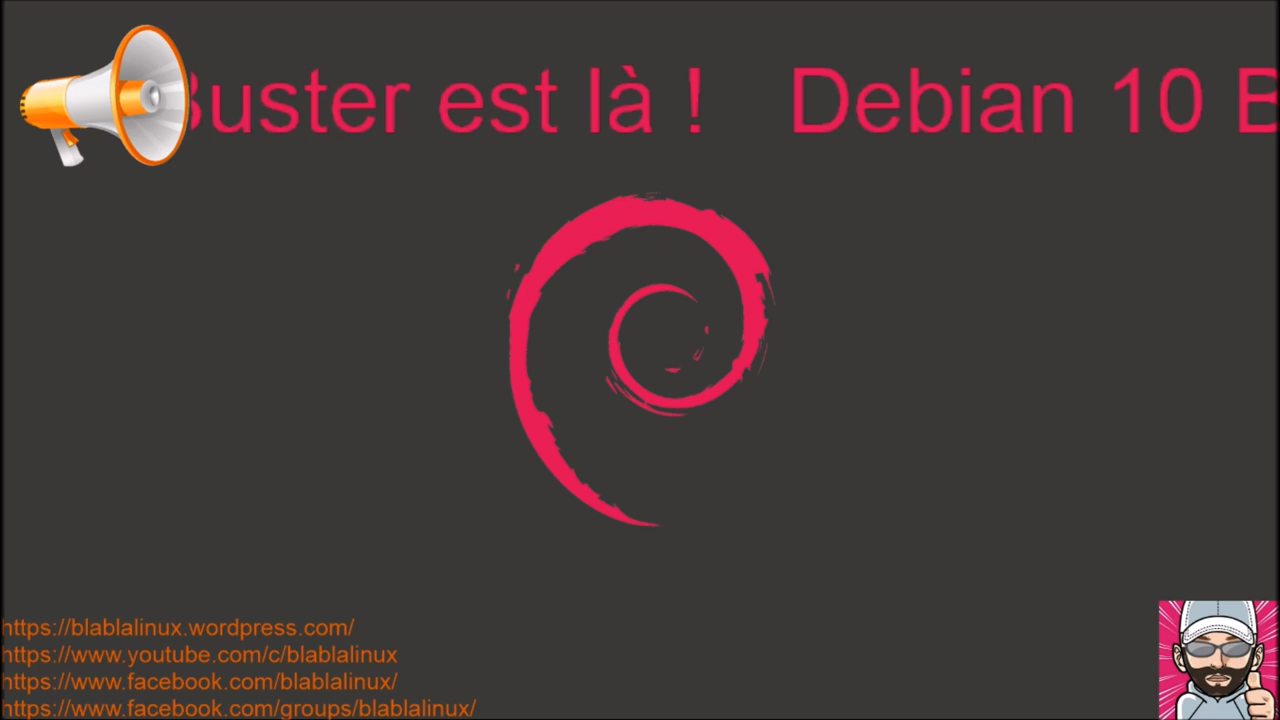 Buster est là ! Debian 10 B
https://blablalinux.wordpress.com/
https://www.youtube.com/c/blablalinux
https://www.facebook.com/blablalinux/
https://www.facebook.com/groups/blablalinux/